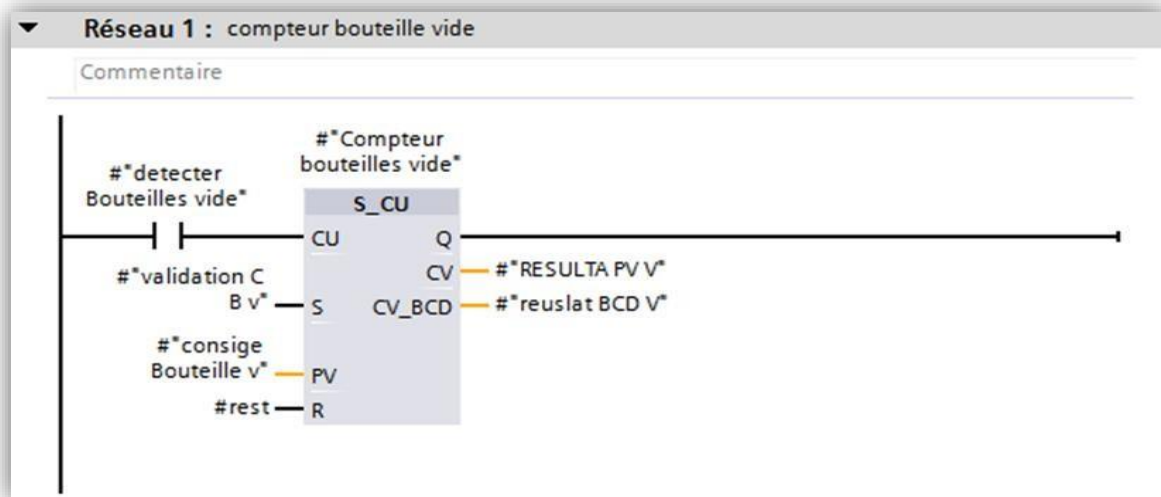 Réseau 1 : compteur bouteille vide
Commentaire
#"Compteur
bouteilles vide"
#"detecter
Bouteilles vide"
S_CU
CU Q
CV #"RESULTA PV V"
#"validation C
B v" S CV_BCD #"reuslat BCD V"
#"consige
Bouteille v" PV
#rest R